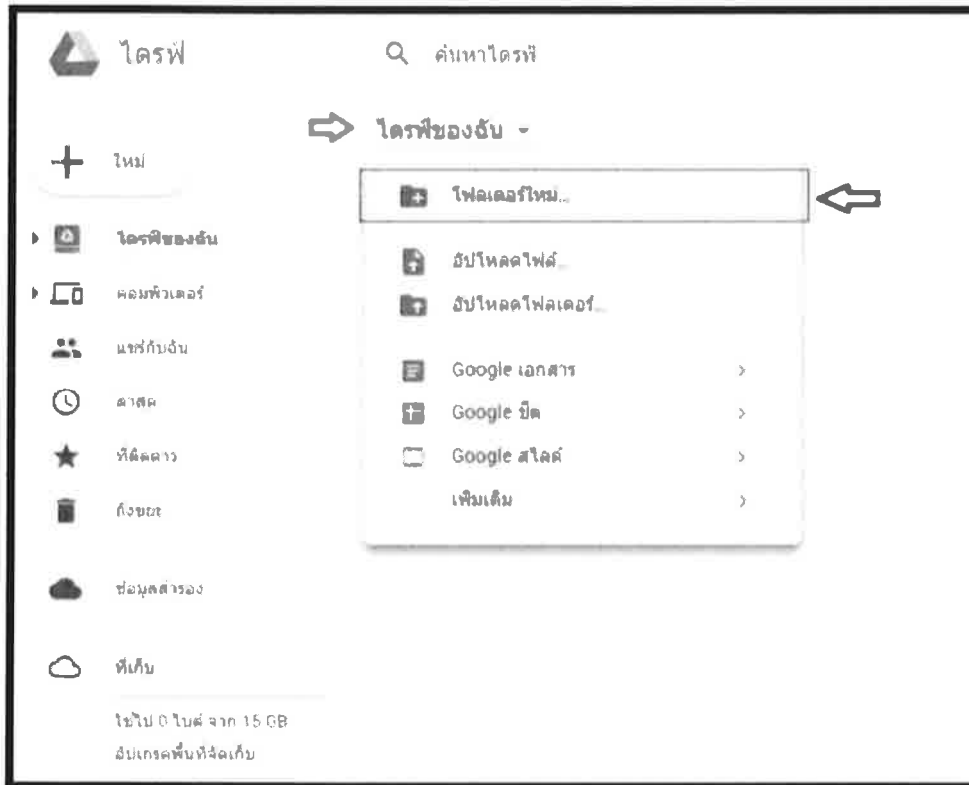 ไดรฟ์
ค้นหาไดรฟ์
ไดรฟ์ของฉัน
ใหม่
โฟลเดอร์ใหม่...
ไดรฟ์ของฉัน
อัปโหลดไฟล์...
คอมพิวเตอร์
อัปโหลดโฟลเดอร์...
แชร์กับฉัน
Google เอกสาร
ล่าสุด
Google ชีต
ที่ติดดาว
Google สไลด์
ถังขยะ
เพิ่มเติม
ข้อมูลสำรอง
ที่เก็บ
ใช้ไป 0 ไบต์ จาก 15 GB
อัปเกรดพื้นที่จัดเก็บ